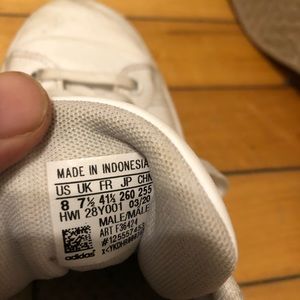 MADE IN INDONESIA
US UK FR JP CHN
8 7½ 41⅓ 260 255
HWI 28Y001 03/20
MALE/MALE
ART F36424
adidas